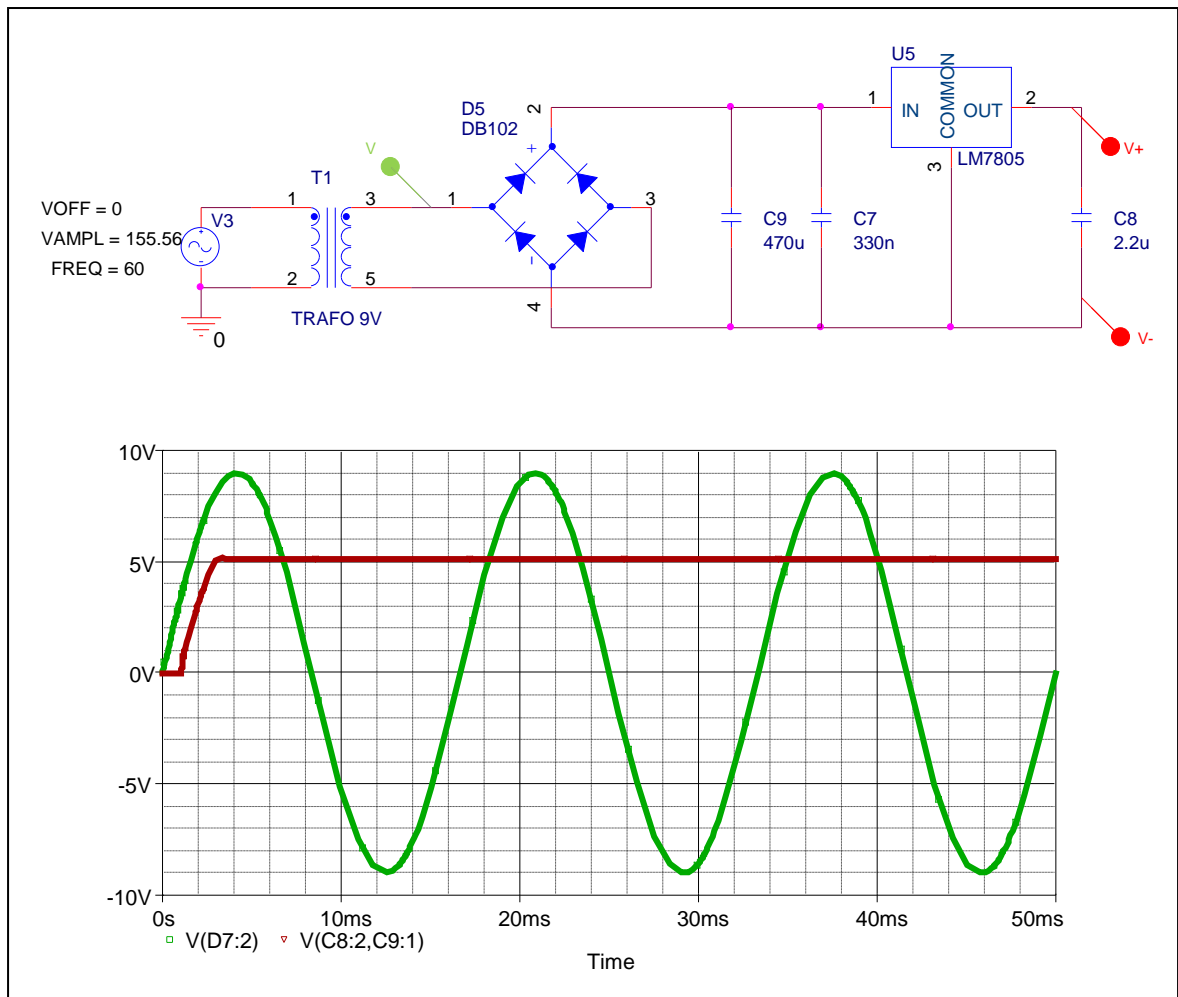 U5
D5
DB102
2
1
IN
COMMON
OUT
2
V
+
V+
T1
3
LM7805
1
3
1
3
VOFF = 0
V3
VAMPL = 155.56
+
C9
C7
C8
FREQ = 60
-
470u
330n
2.2u
-
2
5
4
TRAFO 9V
0
V-
10V
5V
0V
-5V
-10V
0s
10ms
20ms
30ms
40ms
50ms
V(D7:2)
V(C8:2,C9:1)
Time